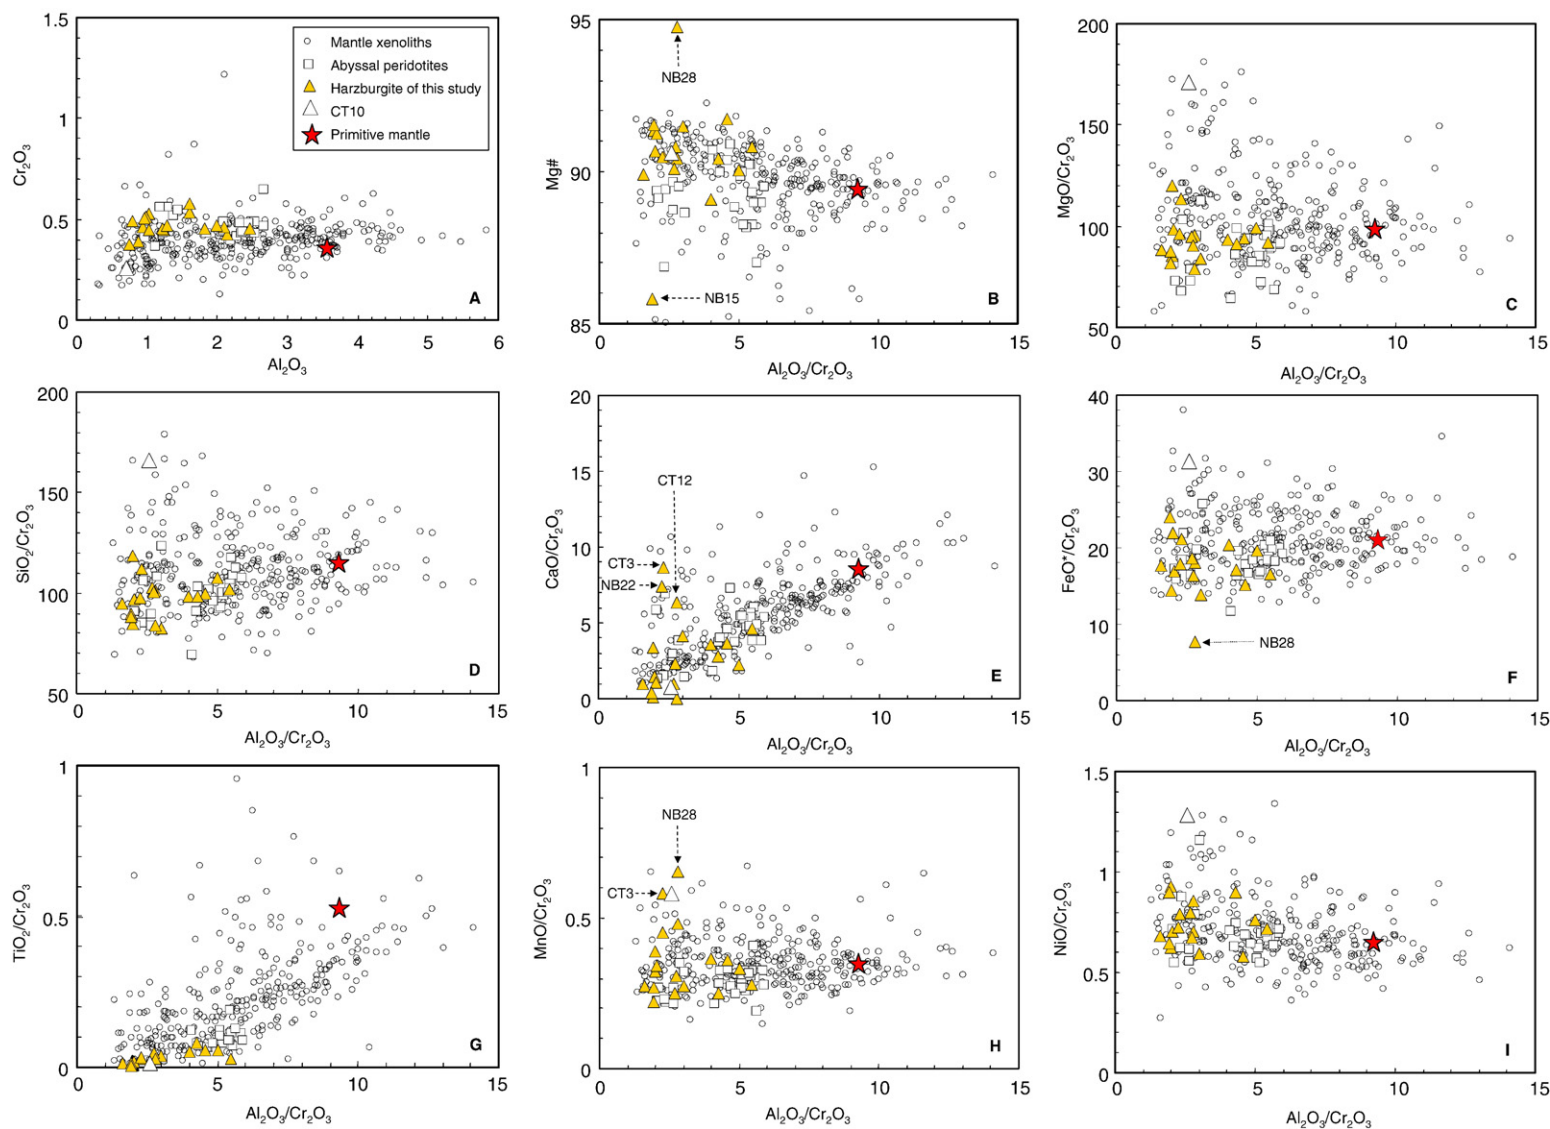 1.5
1
0.5
0
Cr₂O₃
0 1 2 3 4 5 6
Al₂O₃
Mantle xenoliths
Abyssal peridotites
Harzburgite of this study
CT10
Primitive mantle
A
95
90
85
Mg#
0 5 10 15
Al₂O₃/Cr₂O₃
NB28
NB15
B
200
150
100
50
MgO/Cr₂O₃
0 5 10 15
Al₂O₃/Cr₂O₃
C
200
150
100
50
SiO₂/Cr₂O₃
0 5 10 15
Al₂O₃/Cr₂O₃
D
20
15
10
5
0
CaO/Cr₂O₃
0 5 10 15
Al₂O₃/Cr₂O₃
CT12
CT3
NB22
E
40
30
20
10
0
FeO*/Cr₂O₃
0 5 10 15
Al₂O₃/Cr₂O₃
NB28
F
1
0.5
0
TiO₂/Cr₂O₃
0 5 10 15
Al₂O₃/Cr₂O₃
G
1
0.5
0
MnO/Cr₂O₃
0 5 10 15
Al₂O₃/Cr₂O₃
NB28
CT3
H
1.5
1
0.5
0
NiO/Cr₂O₃
0 5 10 15
Al₂O₃/Cr₂O₃
I